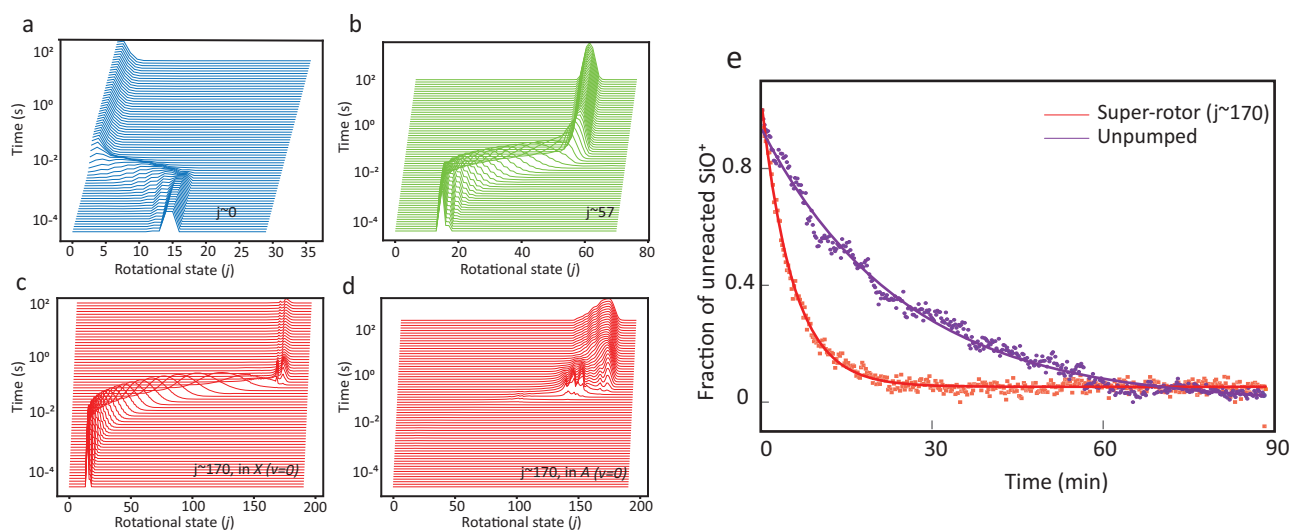 a
10²
10⁰
10⁻²
10⁻⁴
Time (s)
j~0
0 5 10 15 20 25 30 35
Rotational state (j)
b
10²
10⁰
10⁻²
10⁻⁴
Time (s)
j~57
0 20 40 60 80
Rotational state (j)
c
10²
10⁰
10⁻²
10⁻⁴
Time (s)
j~170, in X (v=0)
0 50 100 150 200
Rotational state (j)
d
10²
10⁰
10⁻²
10⁻⁴
Time (s)
j~170, in A (v=0)
0 50 100 150 200
Rotational state (j)
e
Super-rotor (j~170)
Unpumped
Fraction of unreacted SiO⁺
0.8
0.4
0
0 30 60 90
Time (min)